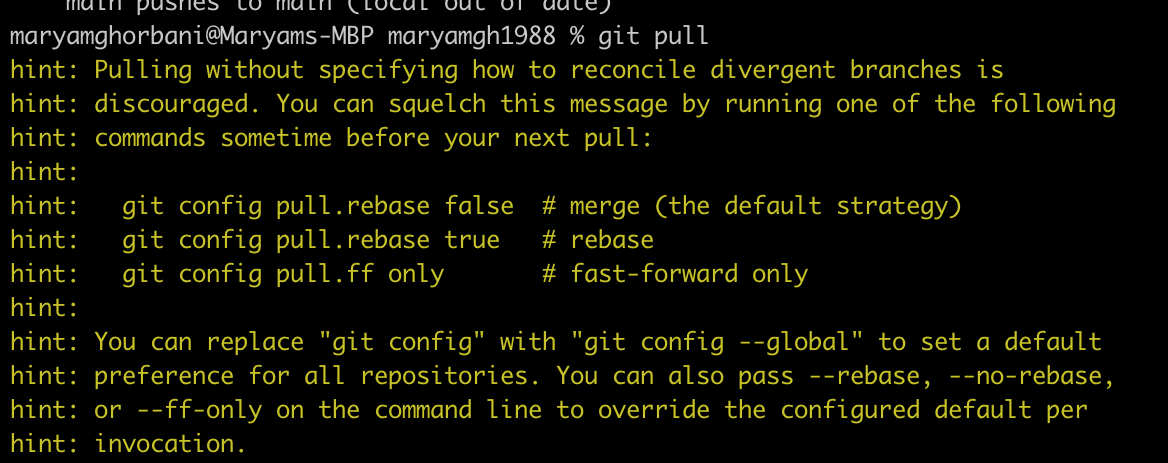 main pushes to main (local out of date)
maryamghorbani@Maryams-MBP maryamgh1988 % git pull
hint: Pulling without specifying how to reconcile divergent branches is
hint: discouraged. You can squelch this message by running one of the following
hint: commands sometime before your next pull:
hint:
hint:   git config pull.rebase false  # merge (the default strategy)
hint:   git config pull.rebase true   # rebase
hint:   git config pull.ff only       # fast-forward only
hint:
hint: You can replace "git config" with "git config --global" to set a default
hint: preference for all repositories. You can also pass --rebase, --no-rebase,
hint: or --ff-only on the command line to override the configured default per
hint: invocation.